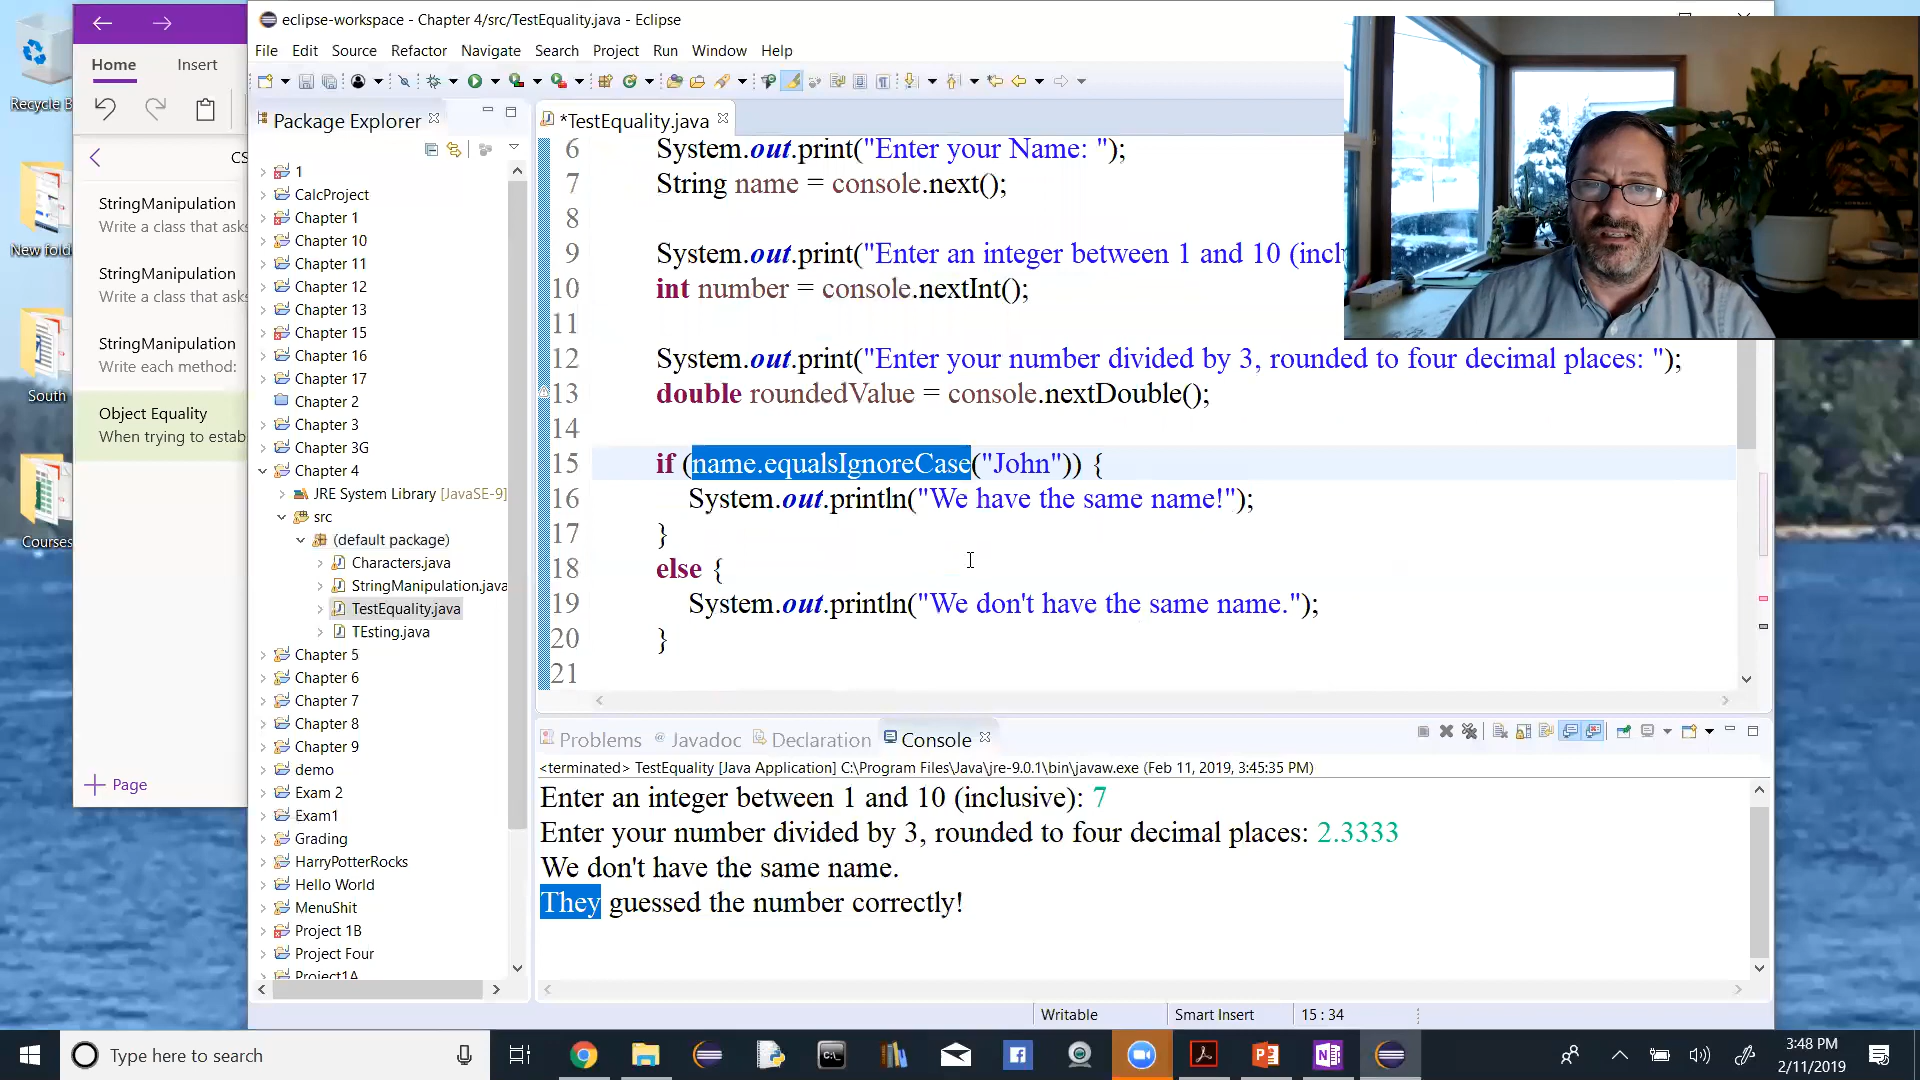 eclipse-workspace - Chapter 4/src/TestEquality.java - Eclipse
File Edit Source Refactor Navigate Search Project Run Window Help
Home Insert
Recycle B
New fold
South
Courses
CS
StringManipulation
Write a class that asks
StringManipulation
Write a class that asks
StringManipulation
Write each method:
Object Equality
When trying to estab
Page
Package Explorer
1
CalcProject
Chapter 1
Chapter 10
Chapter 11
Chapter 12
Chapter 13
Chapter 15
Chapter 16
Chapter 17
Chapter 2
Chapter 3
Chapter 3G
Chapter 4
JRE System Library [JavaSE-9]
src
(default package)
Characters.java
StringManipulation.java
TestEquality.java
TEsting.java
Chapter 5
Chapter 6
Chapter 7
Chapter 8
Chapter 9
demo
Exam 2
Exam1
Grading
HarryPotterRocks
Hello World
MenuShit
Project 1B
Project Four
Project1A
*TestEquality.java
6 System.out.print("Enter your Name: ");
7 String name = console.next();
8
9 System.out.print("Enter an integer between 1 and 10 (incl
10 int number = console.nextInt();
11
12 System.out.print("Enter your number divided by 3, rounded to four decimal places: ");
13 double roundedValue = console.nextDouble();
14
15 if (name.equalsIgnoreCase("John")) {
16 System.out.println("We have the same name!");
17 }
18 else {
19 System.out.println("We don't have the same name.");
20 }
21
Problems @ Javadoc Declaration Console
<terminated> TestEquality [Java Application] C:\Program Files\Java\jre-9.0.1\bin\javaw.exe (Feb 11, 2019, 3:45:35 PM)
Enter an integer between 1 and 10 (inclusive): 7
Enter your number divided by 3, rounded to four decimal places: 2.3333
We don't have the same name.
They guessed the number correctly!
Writable Smart Insert 15 : 34
Type here to search
3:48 PM
2/11/2019